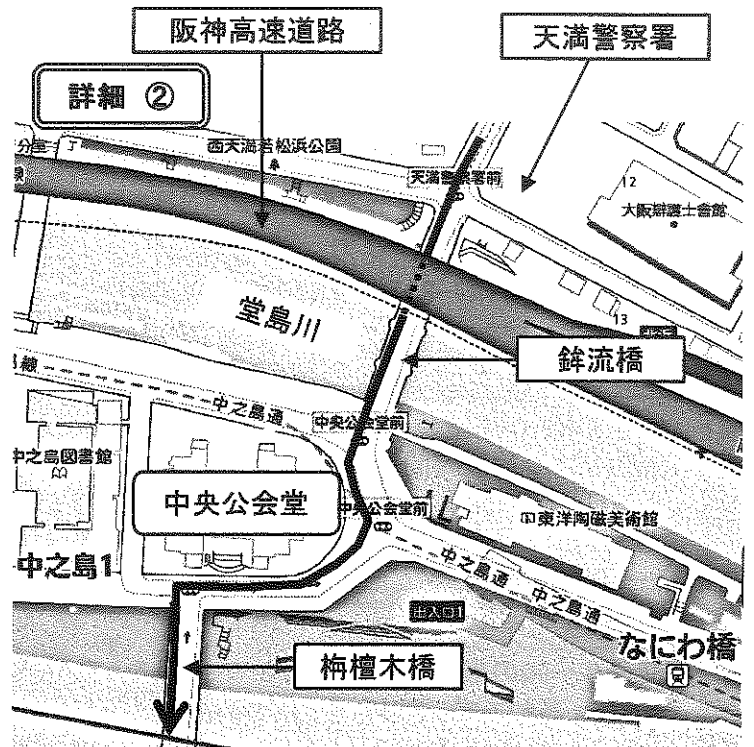 阪神高速道路
天満警察署
詳細 ②
西天満若松浜公園
天満警察署前
12
大阪辯護士會館
堂島川
13
鉾流橋
中之島通
中央公会堂前
中之島図書館
中央公会堂
中央公会堂前
東洋陶磁美術館
中之島1
中之島通
中之島通
出入口1
なにわ橋
栴檀木橋